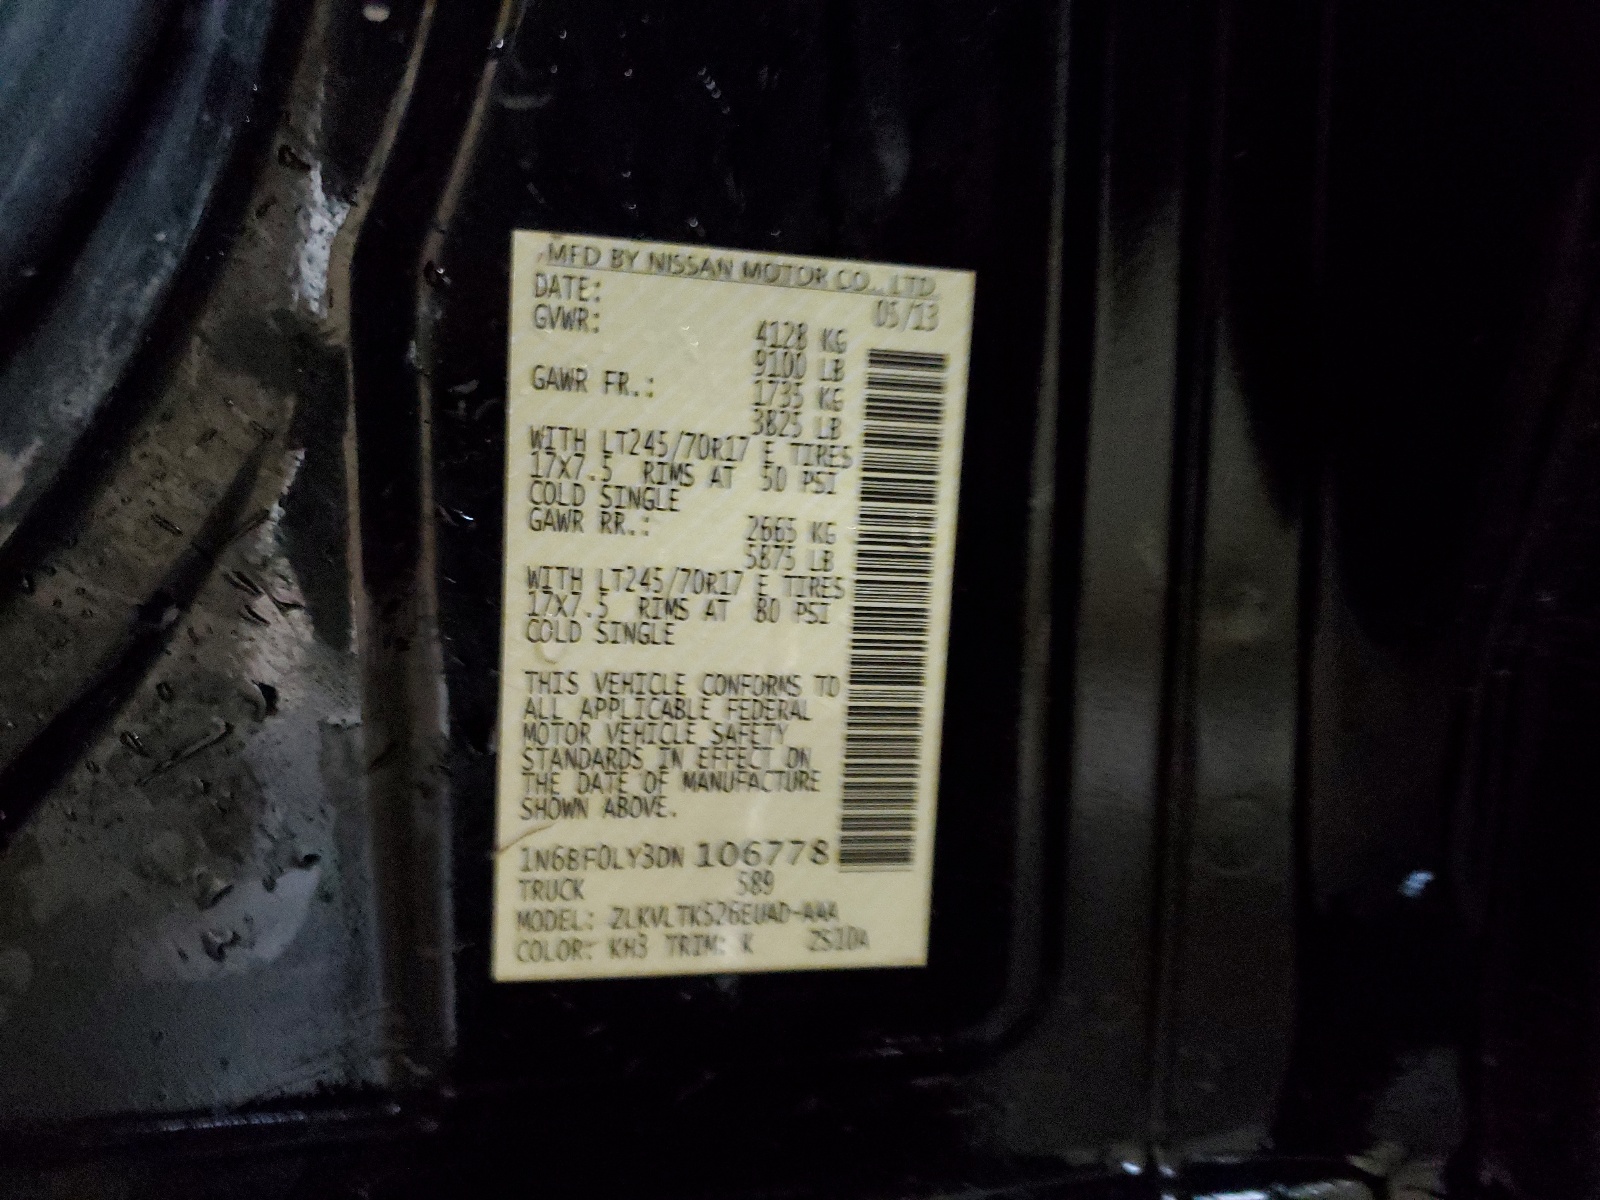 MFD BY NISSAN MOTOR CO., LTD.
DATE: 05/13
GVWR: 4128 KG
9100 LB
GAWR FR.: 1735 KG
3825 LB
WITH LT245/70R17 E TIRES
17X7.5 RIMS AT 50 PSI
COLD SINGLE
GAWR RR.: 2665 KG
5875 LB
WITH LT245/70R17 E TIRES
17X7.5 RIMS AT 80 PSI
COLD SINGLE
THIS VEHICLE CONFORMS TO
ALL APPLICABLE FEDERAL
MOTOR VEHICLE SAFETY
STANDARDS IN EFFECT ON
THE DATE OF MANUFACTURE
SHOWN ABOVE.
1N6BF0LY3DN 106778
TRUCK 589
MODEL: ZLKVLTK526EUAD-AAA
COLOR: KH3 TRIM: K 2S10A